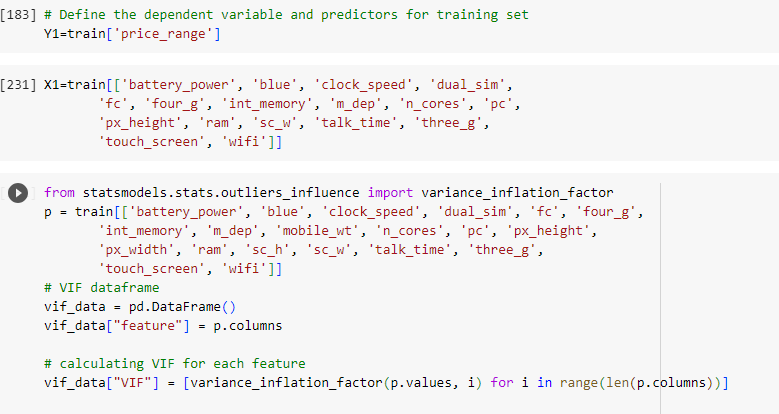 [183] # Define the dependent variable and predictors for training set
Y1=train['price_range']
[231] X1=train[['battery_power', 'blue', 'clock_speed', 'dual_sim',
'fc', 'four_g', 'int_memory', 'm_dep', 'n_cores', 'pc',
'px_height', 'ram', 'sc_w', 'talk_time', 'three_g',
'touch_screen', 'wifi']]
from statsmodels.stats.outliers_influence import variance_inflation_factor
p = train[['battery_power', 'blue', 'clock_speed', 'dual_sim', 'fc', 'four_g',
'int_memory', 'm_dep', 'mobile_wt', 'n_cores', 'pc', 'px_height',
'px_width', 'ram', 'sc_h', 'sc_w', 'talk_time', 'three_g',
'touch_screen', 'wifi']]
# VIF dataframe
vif_data = pd.DataFrame()
vif_data["feature"] = p.columns
# calculating VIF for each feature
vif_data["VIF"] = [variance_inflation_factor(p.values, i) for i in range(len(p.columns))]